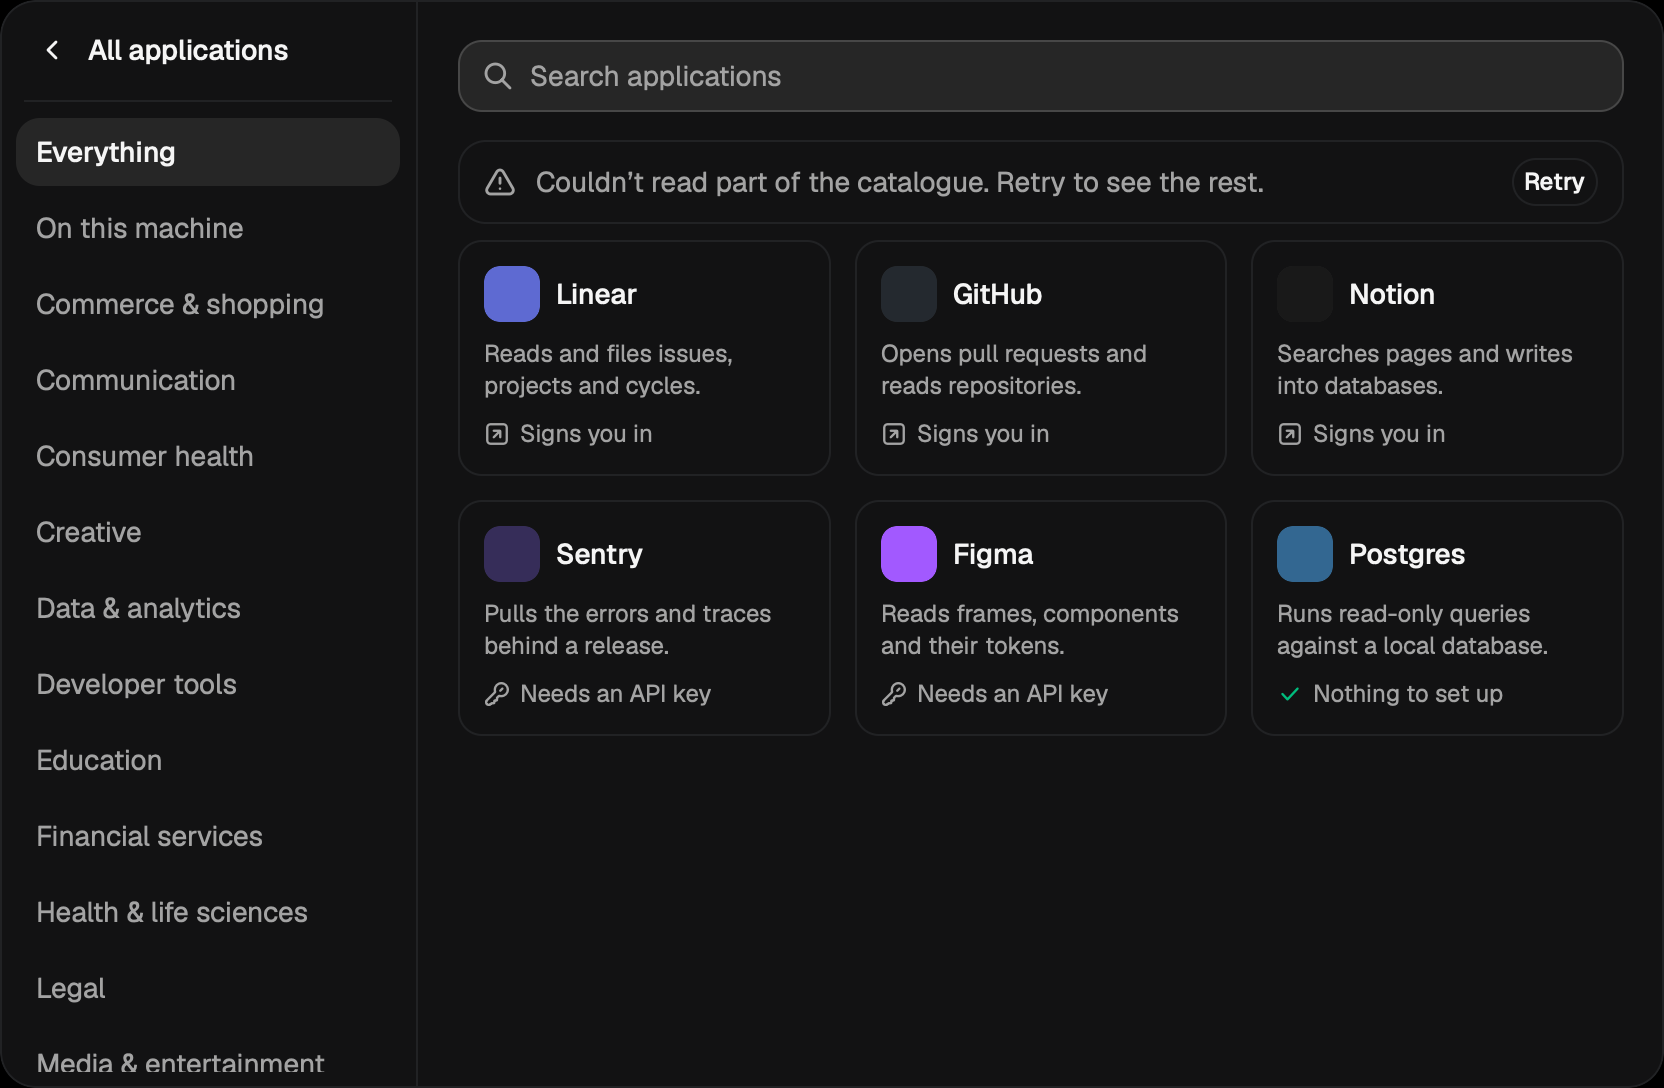 All applications
Everything
On this machine
Commerce & shopping
Communication
Consumer health
Creative
Data & analytics
Developer tools
Education
Financial services
Health & life sciences
Legal
Media & entertainment
Search applications
Couldn’t read part of the catalogue. Retry to see the rest.
Retry
Linear
Reads and files issues,
projects and cycles.
Signs you in
GitHub
Opens pull requests and
reads repositories.
Signs you in
Notion
Searches pages and writes
into databases.
Signs you in
Sentry
Pulls the errors and traces
behind a release.
Needs an API key
Figma
Reads frames, components
and their tokens.
Needs an API key
Postgres
Runs read-only queries
against a local database.
Nothing to set up